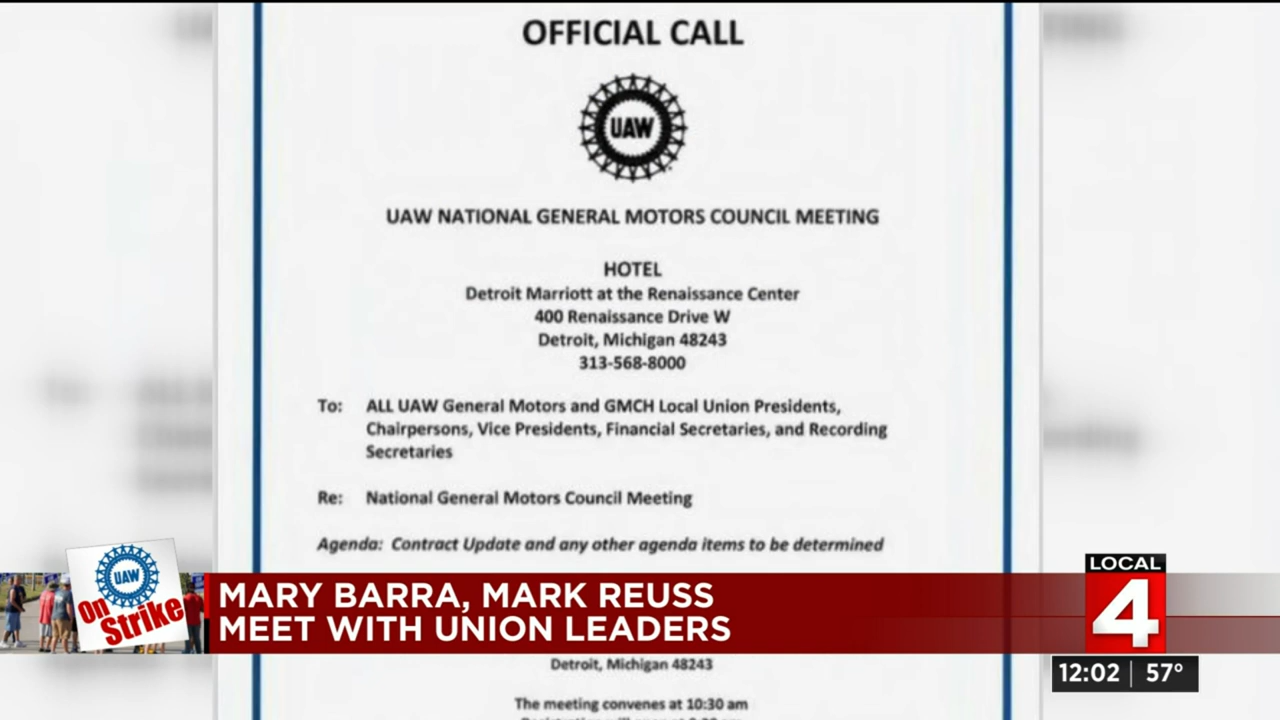 OFFICIAL CALL
UAW
UAW NATIONAL GENERAL MOTORS COUNCIL MEETING
HOTEL
Detroit Marriott at the Renaissance Center
400 Renaissance Drive W
Detroit, Michigan 48243
313-568-8000
To: ALL UAW General Motors and GMCH Local Union Presidents,
Chairpersons, Vice Presidents, Financial Secretaries, and Recording
Secretaries
Re: National General Motors Council Meeting
Agenda: Contract Update and any other agenda items to be determined
UAW
On
Strike
MARY BARRA, MARK REUSS
MEET WITH UNION LEADERS
LOCAL
4
12:02 57°
Detroit, Michigan 48243
The meeting convenes at 10:30 am